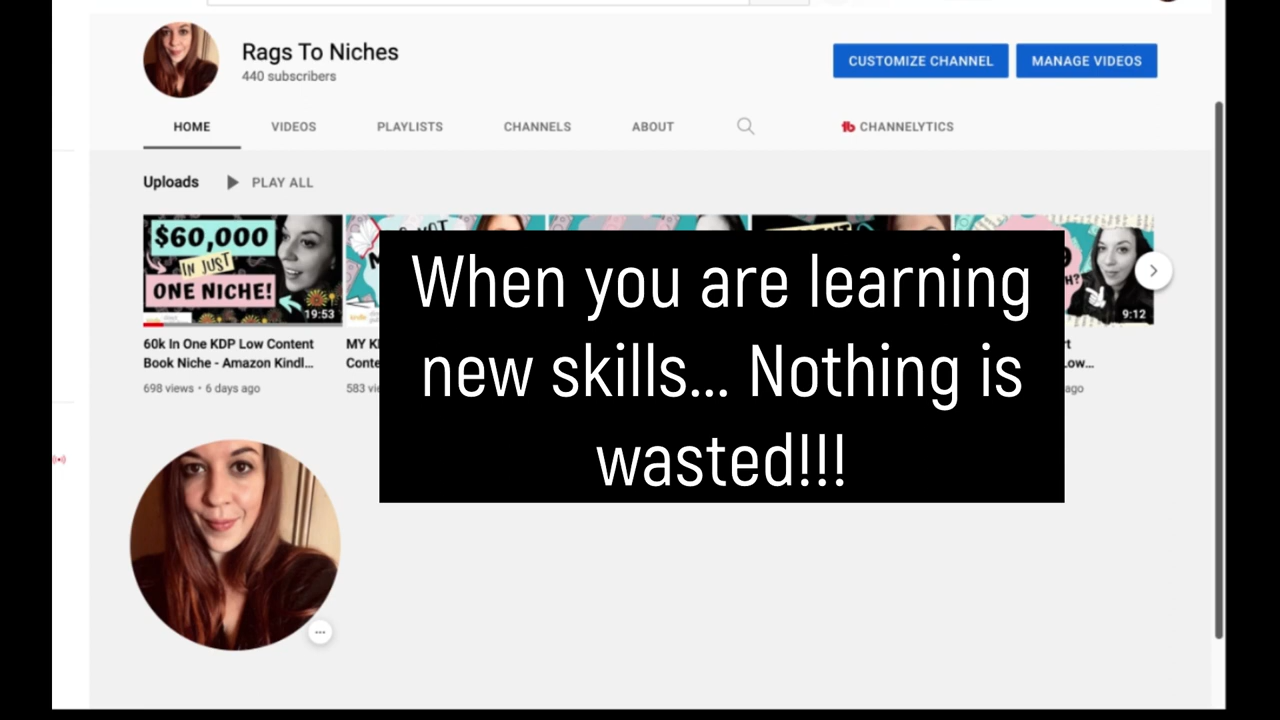 Rags To Niches
440 subscribers
CUSTOMIZE CHANNEL
MANAGE VIDEOS
HOME
VIDEOS
PLAYLISTS
CHANNELS
ABOUT
CHANNELYTICS
Uploads
PLAY ALL
$60,000
IN JUST
ONE NICHE!
19:53
9:12
60k In One KDP Low Content
Book Niche - Amazon Kindl...
698 views • 6 days ago
583
ago
When you are learning
new skills... Nothing is
wasted!!!